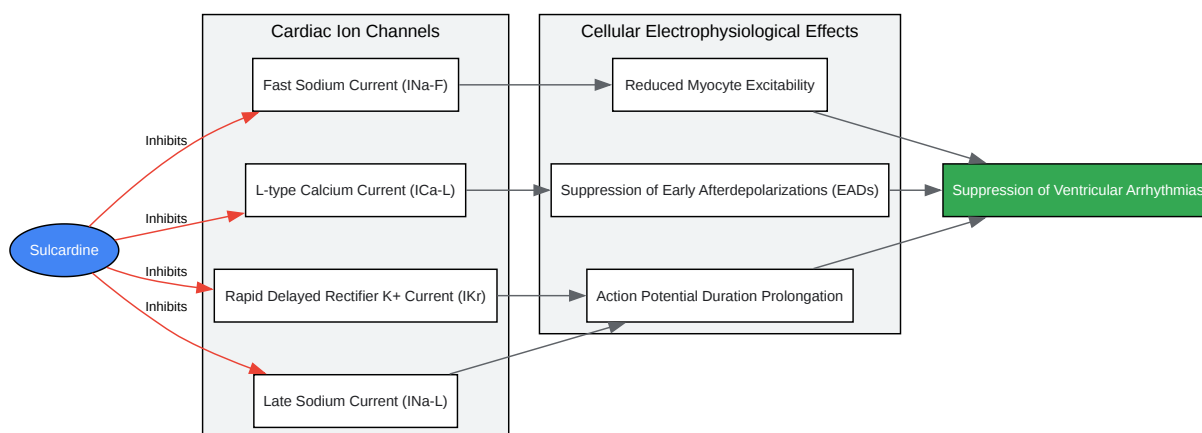 Cardiac Ion Channels
Cellular Electrophysiological Effects
Fast Sodium Current (INa-F)
Reduced Myocyte Excitability
Inhibits
L-type Calcium Current (ICa-L)
Suppression of Early Afterdepolarizations (EADs)
Suppression of Ventricular Arrhythmias
Inhibits
Sulcardine
Inhibits
Rapid Delayed Rectifier K+ Current (IKr)
Action Potential Duration Prolongation
Inhibits
Late Sodium Current (INa-L)